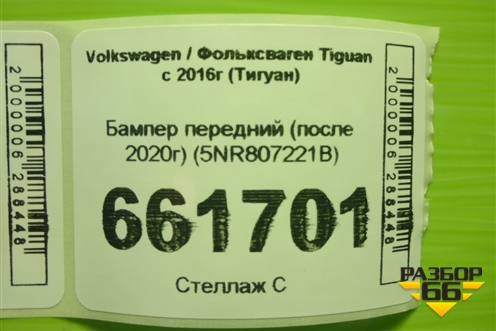 Volkswagen / Фольксваген Tiguan
с 2016г (Тигуан)
Бампер передний (после
2020г) (5NR807221B)
661701
Стеллаж С
2000006288448
2000006288448
РАЗБОР
66